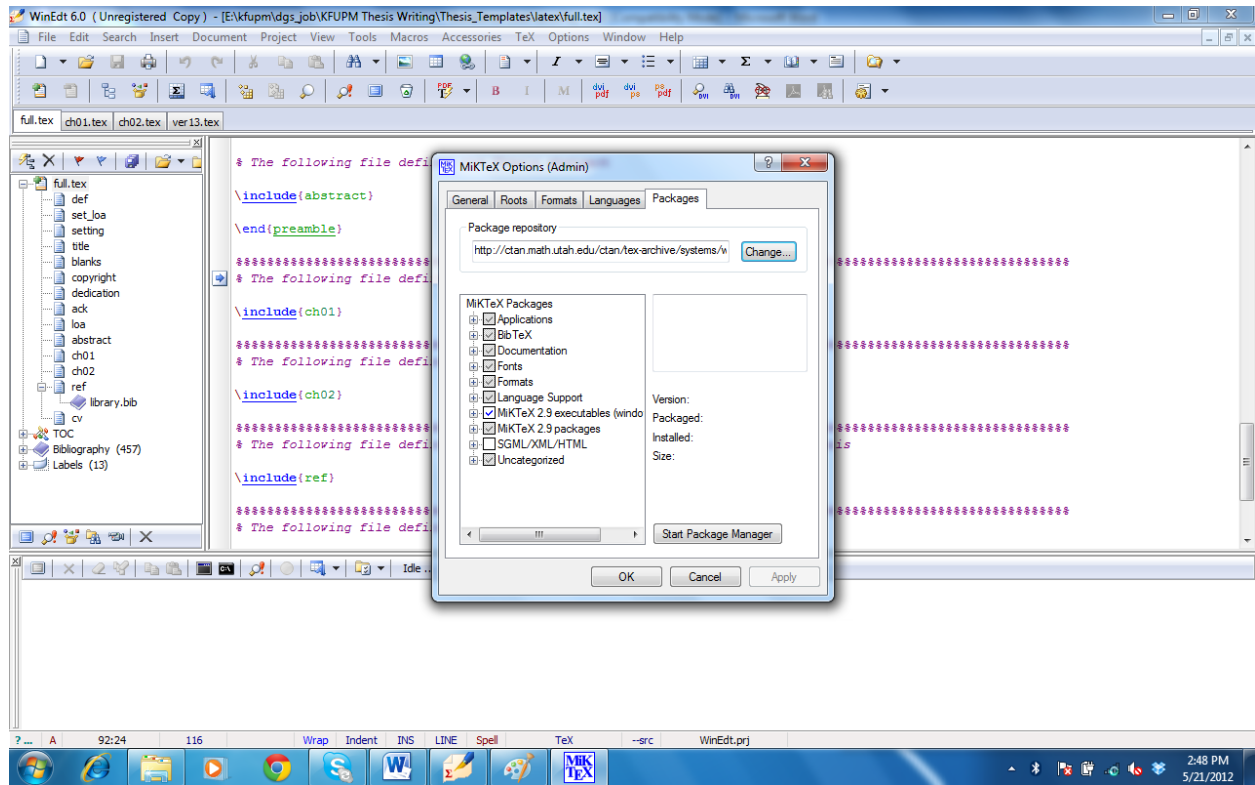 WinEdt 6.0 ( Unregistered Copy ) - [E:\kfupm\dgs_job\KFUPM Thesis Writing\Thesis_Templates\latex\full.tex]
File Edit Search Insert Document Project View Tools Macros Accessories TeX Options Window Help
full.tex ch01.tex ch02.tex ver13.tex
full.tex
def
set_loa
setting
title
blanks
copyright
dedication
ack
loa
abstract
ch01
ch02
ref
library.bib
cv
TOC
Bibliography (457)
Labels (13)
% The following file defi
\include{abstract}
\end{preamble}
%%%%%%%%%%%%%%%%%%%%%%%%% %%%%%%%%%%%%%%%%%%%%%%%%%%%%%
% The following file defi
\include{ch01}
%%%%%%%%%%%%%%%%%%%%%%%%% %%%%%%%%%%%%%%%%%%%%%%%%%%%%%
% The following file defi
\include{ch02}
%%%%%%%%%%%%%%%%%%%%%%%%% %%%%%%%%%%%%%%%%%%%%%%%%%%%%%
% The following file defi is
\include{ref}
%%%%%%%%%%%%%%%%%%%%%%%%% %%%%%%%%%%%%%%%%%%%%%%%%%%%%%
% The following file defi
MiKTeX Options (Admin)
General Roots Formats Languages Packages
Package repository
http://ctan.math.utah.edu/ctan/tex-archive/systems/w Change...
MiKTeX Packages
Applications
BibTeX
Documentation
Fonts
Formats
Language Support
MiKTeX 2.9 executables (windo
MiKTeX 2.9 packages
SGML/XML/HTML
Uncategorized
Version:
Packaged:
Installed:
Size:
Start Package Manager
OK Cancel Apply
Idle ..
?... A 92:24 116 Wrap Indent INS LINE Spell TeX --src WinEdt.prj
MiK
TEX
2:48 PM
5/21/2012